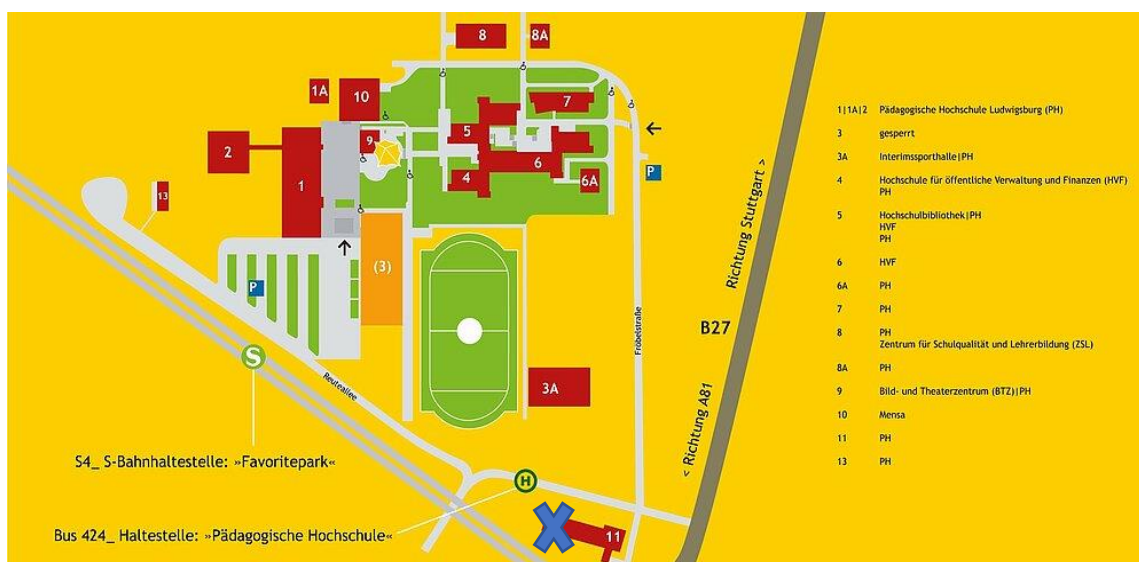 8
8A
1A
10
7
9
5
2
6
1
4
6A
P
13
(3)
P
S
Reuteallee
3A
Fröbelstraße
B27
Richtung Stuttgart >
< Richtung A81
S4_ S-Bahnhaltestelle: »Favoritepark«
H
Bus 424_ Haltestelle: »Pädagogische Hochschule«
X
11
1|1A|2 Pädagogische Hochschule Ludwigsburg (PH)
3 gesperrt
3A Interimssporthalle|PH
4 Hochschule für öffentliche Verwaltung und Finanzen (HVF)
PH
5 Hochschulbibliothek|PH
HVF
PH
6 HVF
6A PH
7 PH
8 PH
Zentrum für Schulqualität und Lehrerbildung (ZSL)
8A PH
9 Bild- und Theaterzentrum (BTZ)|PH
10 Mensa
11 PH
13 PH